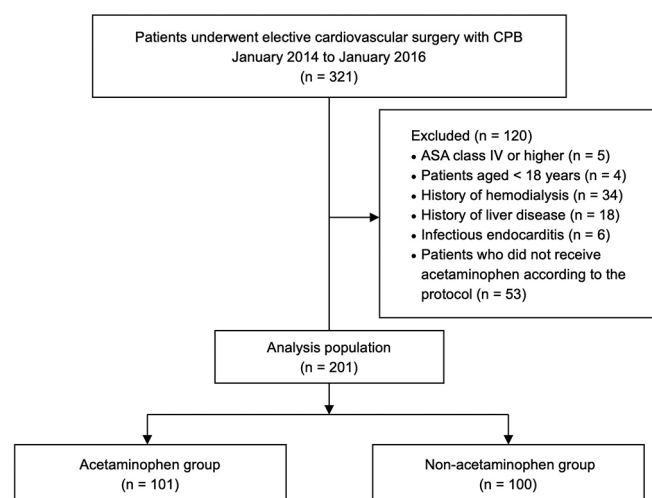 Patients underwent elective cardiovascular surgery with CPB
January 2014 to January 2016
(n = 321)
Excluded (n = 120)
• ASA class IV or higher (n = 5)
• Patients aged < 18 years (n = 4)
• History of hemodialysis (n = 34)
• History of liver disease (n = 18)
• Infectious endocarditis (n = 6)
• Patients who did not receive
acetaminophen according to the
protocol (n = 53)
Analysis population
(n = 201)
Acetaminophen group
(n = 101)
Non-acetaminophen group
(n = 100)